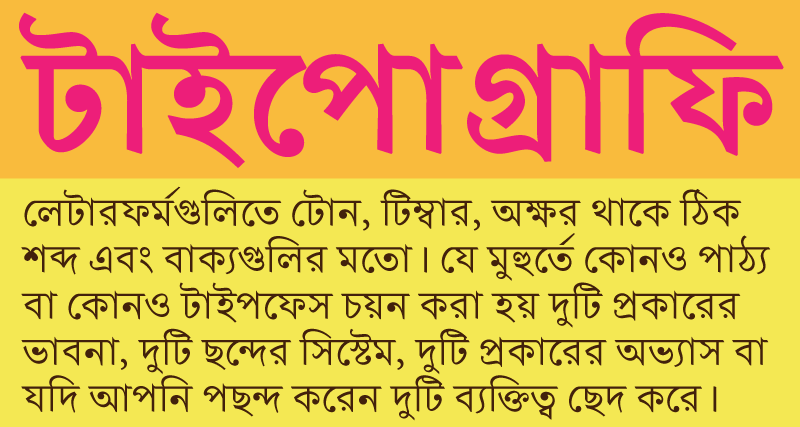 টাইপোগ্রাফি
লেটারফর্মগুলিতে টোন, টিম্বার, অক্ষর থাকে ঠিক
শব্দ এবং বাক্যগুলির মতো। যে মুহুর্তে কোনও পাঠ্য
বা কোনও টাইপফেস চয়ন করা হয় দুটি প্রকারের
ভাবনা, দুটি ছন্দের সিস্টেম, দুটি প্রকারের অভ্যাস বা
যদি আপনি পছন্দ করেন দুটি ব্যক্তিত্ব ছেদ করে।